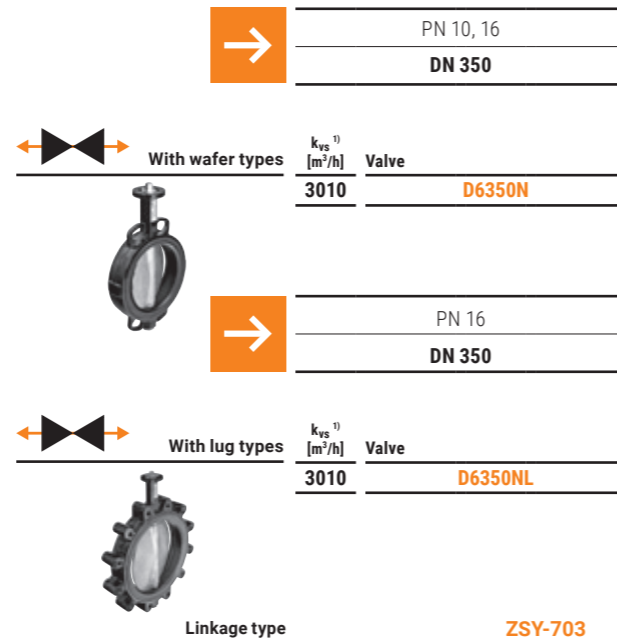 PN 10, 16
DN 350
With wafer types
kvs 1)
[m³/h]
Valve
3010
D6350N
PN 16
DN 350
With lug types
kvs 1)
[m³/h]
Valve
3010
D6350NL
Linkage type
ZSY-703